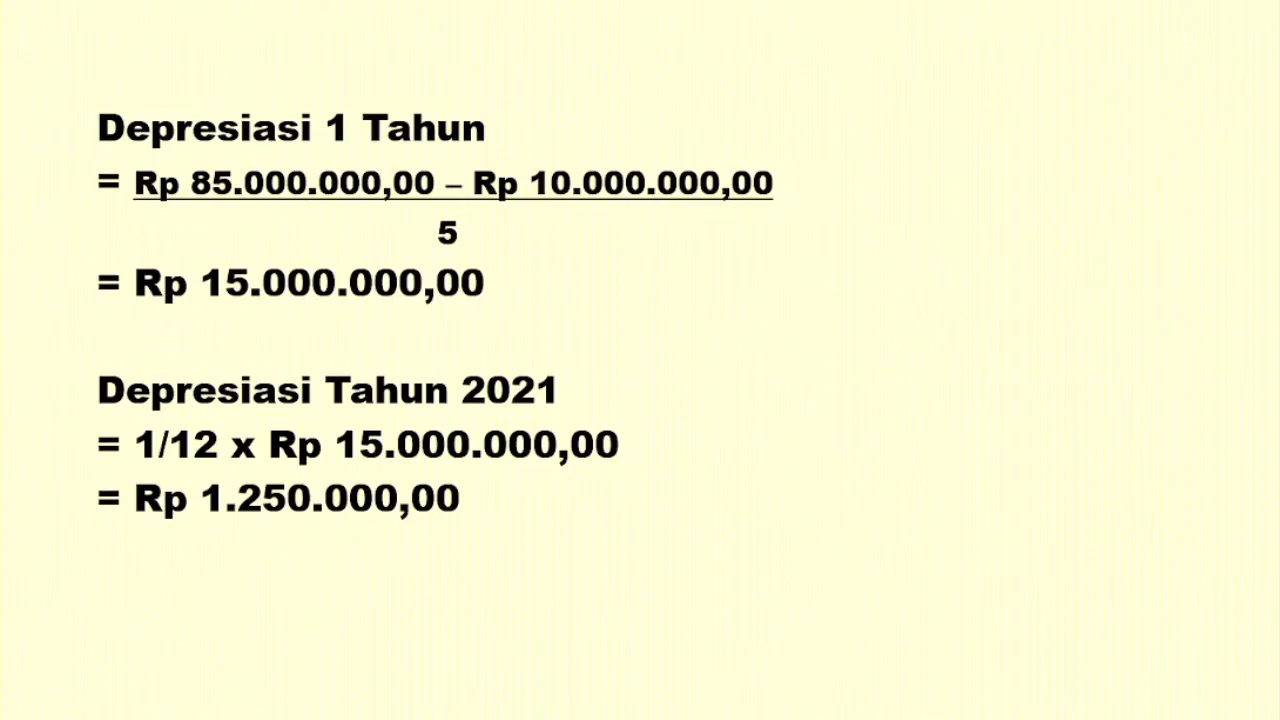 Depresiasi 1 Tahun
= Rp 85.000.000,00 – Rp 10.000.000,00
5
= Rp 15.000.000,00
Depresiasi Tahun 2021
= 1/12 x Rp 15.000.000,00
= Rp 1.250.000,00